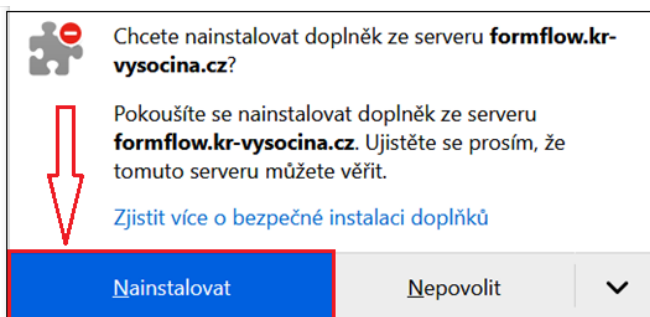 Chcete nainstalovat doplněk ze serveru formflow.kr-
vysocina.cz?
Pokoušíte se nainstalovat doplněk ze serveru
formflow.kr-vysocina.cz. Ujistěte se prosím, že
tomuto serveru můžete věřit.
Zjistit více o bezpečné instalaci doplňků
Nainstalovat
Nepovolit